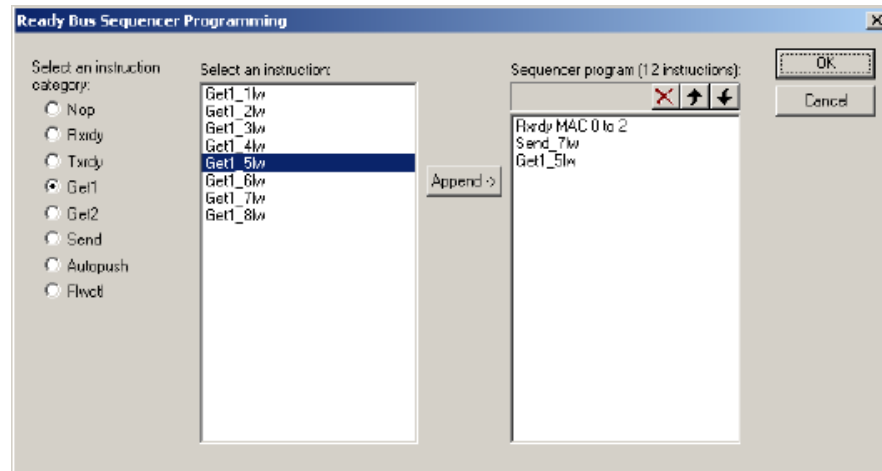 Ready Bus Sequencer Programming
Select an instruction
category:
Nop
Rxrdy
Txrdy
Get1
Get2
Send
Autopush
Flwctl
Select an instruction:
Get1_1lw
Get1_2lw
Get1_3lw
Get1_4lw
Get1_5lw
Get1_6lw
Get1_7lw
Get1_8lw
Append ->
Sequencer program (12 instructions):
Rxrdy MAC 0 to 2
Send_7lw
Get1_5lw
OK
Cancel